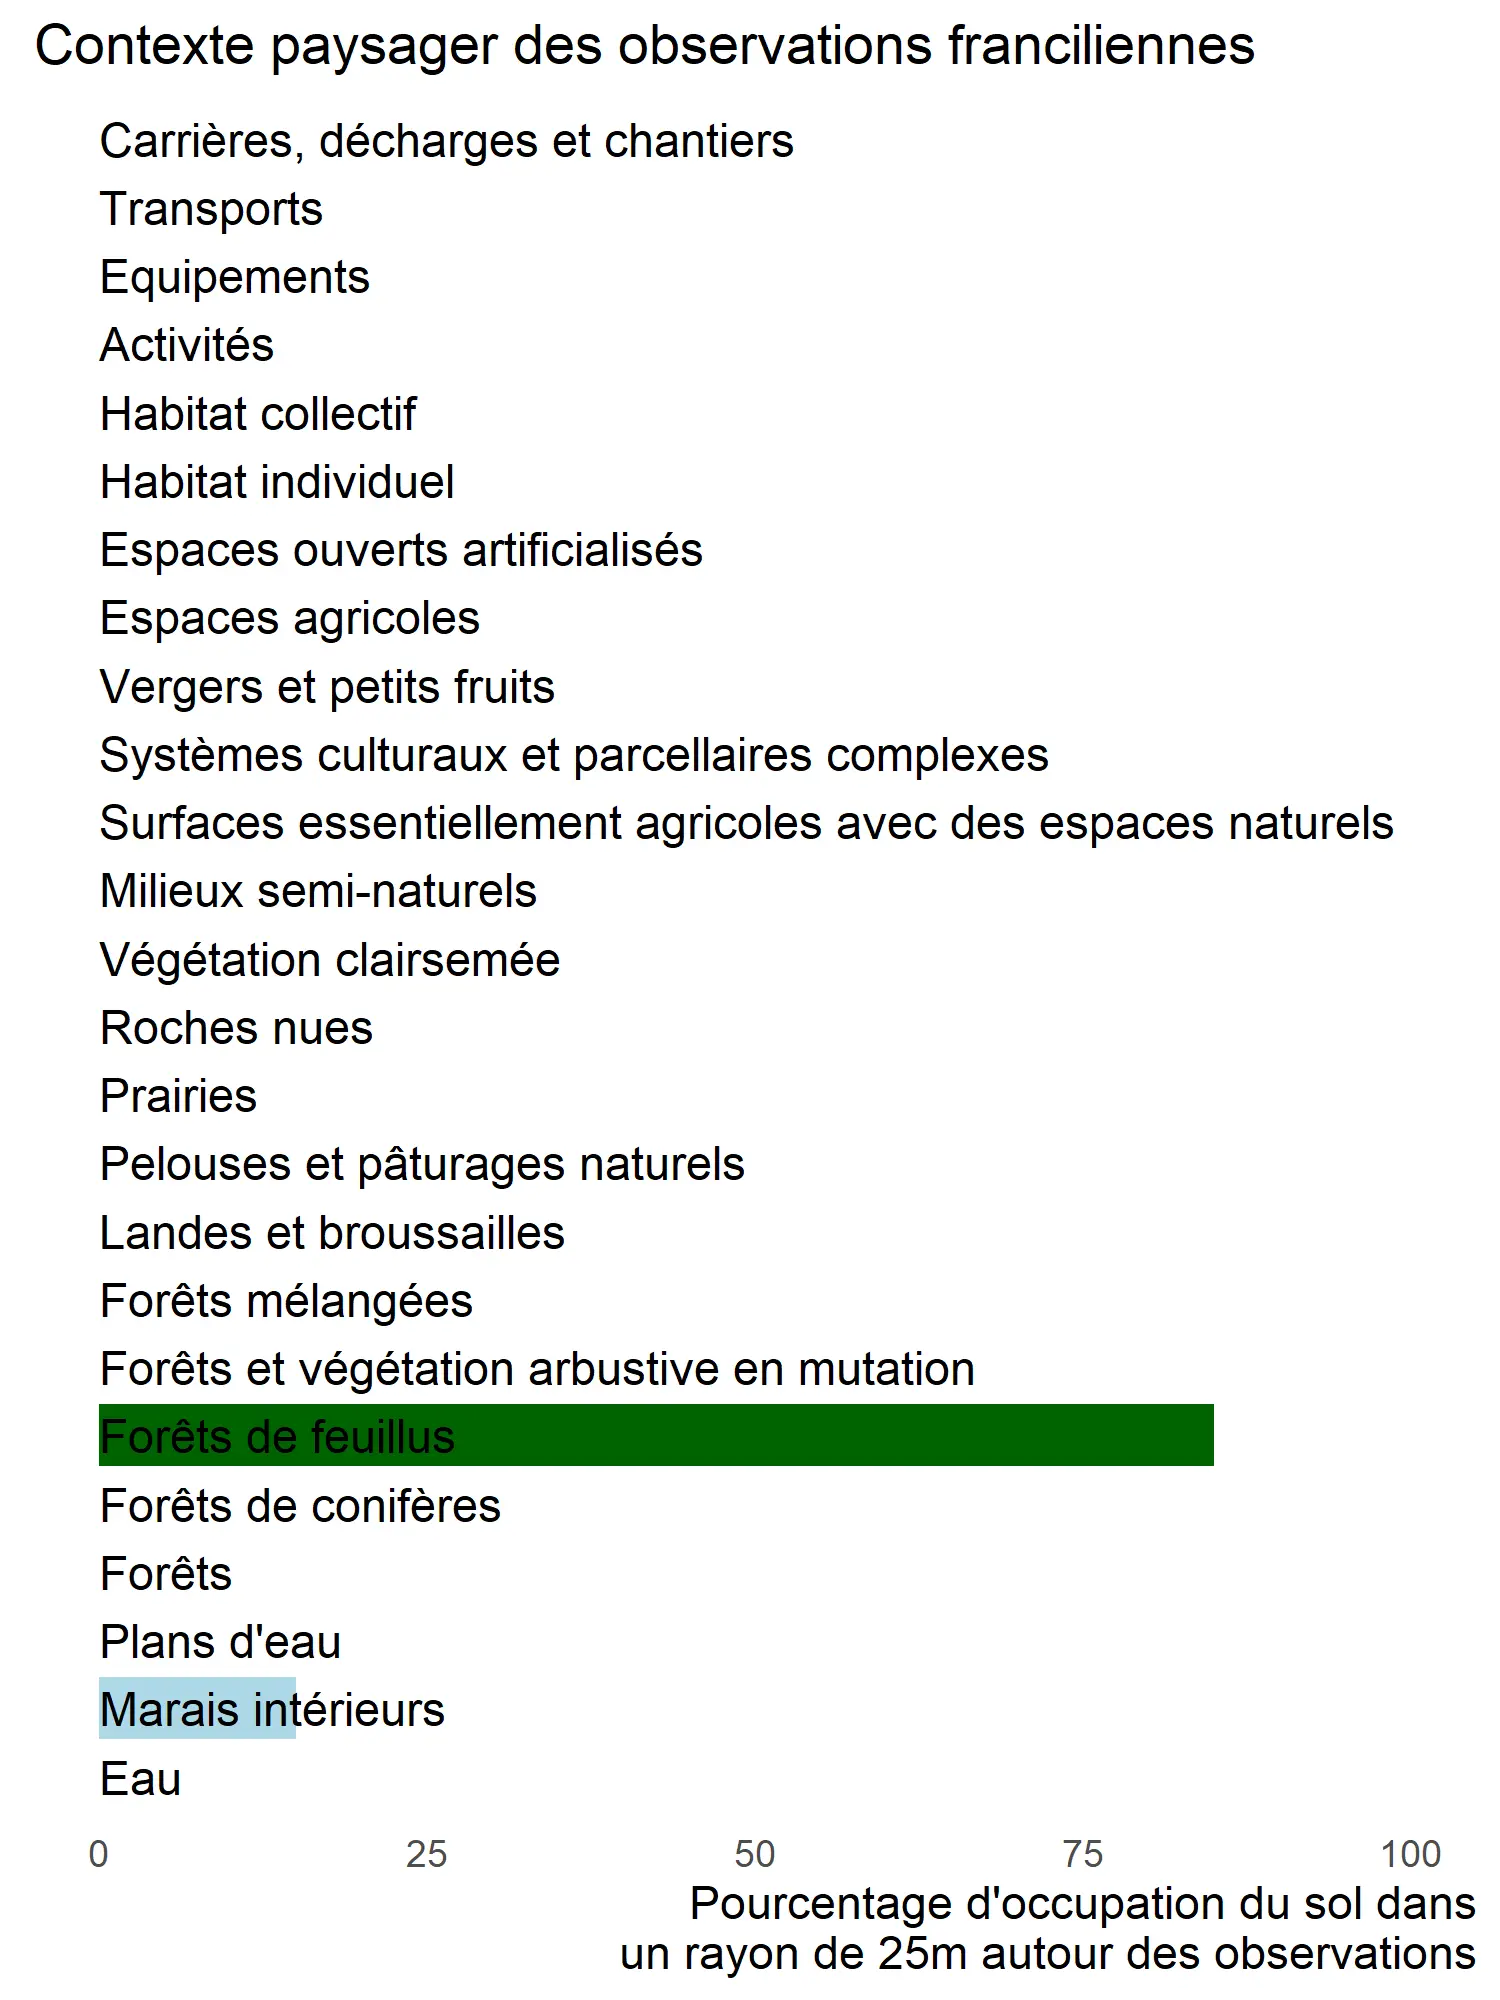 Contexte paysager des observations franciliennes
Carrières, décharges et chantiers
Transports
Equipements
Activités
Habitat collectif
Habitat individuel
Espaces ouverts artificialisés
Espaces agricoles
Vergers et petits fruits
Systèmes culturaux et parcellaires complexes
Surfaces essentiellement agricoles avec des espaces naturels
Milieux semi-naturels
Végétation clairsemée
Roches nues
Prairies
Pelouses et pâturages naturels
Landes et broussailles
Forêts mélangées
Forêts et végétation arbustive en mutation
Forêts de feuillus
Forêts de conifères
Forêts
Plans d'eau
Marais intérieurs
Eau
0 25 50 75 100
Pourcentage d'occupation du sol dans
un rayon de 25m autour des observations